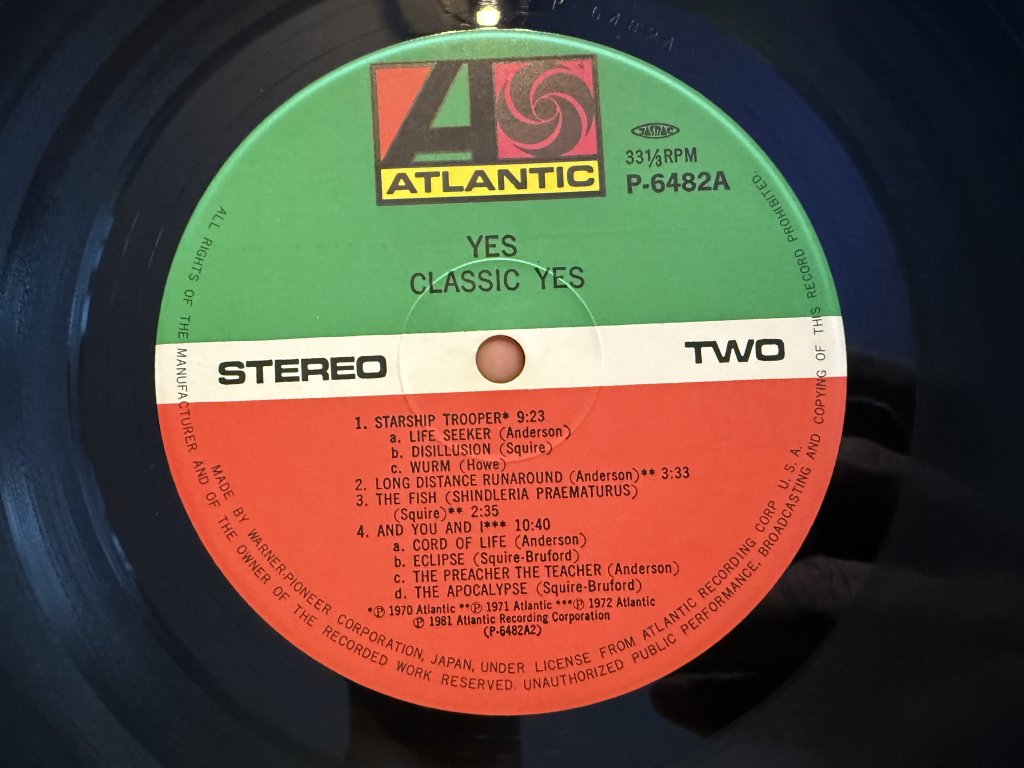 P-6482A
ATLANTIC
JASRAC
33 1/3 RPM
P-6482A
YES
CLASSIC YES
STEREO
TWO
1. STARSHIP TROOPER* 9:23
a. LIFE SEEKER (Anderson)
b. DISILLUSION (Squire)
c. WURM (Howe)
2. LONG DISTANCE RUNAROUND (Anderson)** 3:33
3. THE FISH (SHINDLERIA PRAEMATURUS)
(Squire)** 2:35
4. AND YOU AND I*** 10:40
a. CORD OF LIFE (Anderson)
b. ECLIPSE (Squire-Bruford)
c. THE PREACHER THE TEACHER (Anderson)
d. THE APOCALYPSE (Squire-Bruford)
*℗ 1970 Atlantic **℗ 1971 Atlantic ***℗ 1972 Atlantic
℗ 1981 Atlantic Recording Corporation
(P-6482A2)
MADE BY WARNER-PIONEER CORPORATION, JAPAN, UNDER LICENSE FROM ATLANTIC RECORDING CORP. U.S.A.
ALL RIGHTS OF THE MANUFACTURER AND OF THE OWNER OF THE RECORDED WORK RESERVED. UNAUTHORIZED PUBLIC PERFORMANCE, BROADCASTING AND COPYING OF THIS RECORD PROHIBITED.